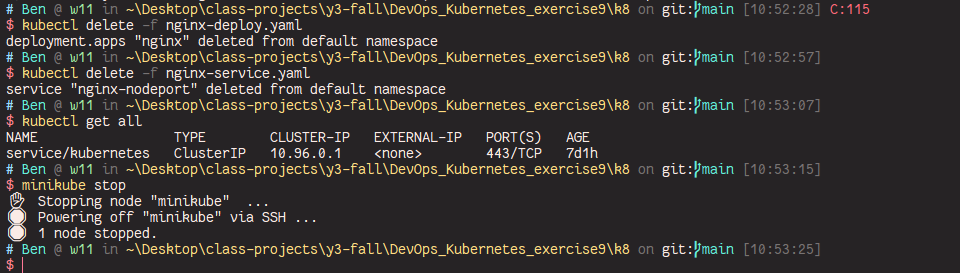 # Ben @ w11 in ~\Desktop\class-projects\y3-fall\DevOps_Kubernetes_exercise9\k8 on git:main [10:52:28] C:115
$ kubectl delete -f nginx-deploy.yaml
deployment.apps "nginx" deleted from default namespace
# Ben @ w11 in ~\Desktop\class-projects\y3-fall\DevOps_Kubernetes_exercise9\k8 on git:main [10:52:57]
$ kubectl delete -f nginx-service.yaml
service "nginx-nodeport" deleted from default namespace
# Ben @ w11 in ~\Desktop\class-projects\y3-fall\DevOps_Kubernetes_exercise9\k8 on git:main [10:53:07]
$ kubectl get all
NAME TYPE CLUSTER-IP EXTERNAL-IP PORT(S) AGE
service/kubernetes ClusterIP 10.96.0.1 <none> 443/TCP 7d1h
# Ben @ w11 in ~\Desktop\class-projects\y3-fall\DevOps_Kubernetes_exercise9\k8 on git:main [10:53:15]
$ minikube stop
✋ Stopping node "minikube" ...
🛑 Powering off "minikube" via SSH ...
🛑 1 node stopped.
# Ben @ w11 in ~\Desktop\class-projects\y3-fall\DevOps_Kubernetes_exercise9\k8 on git:main [10:53:25]
$